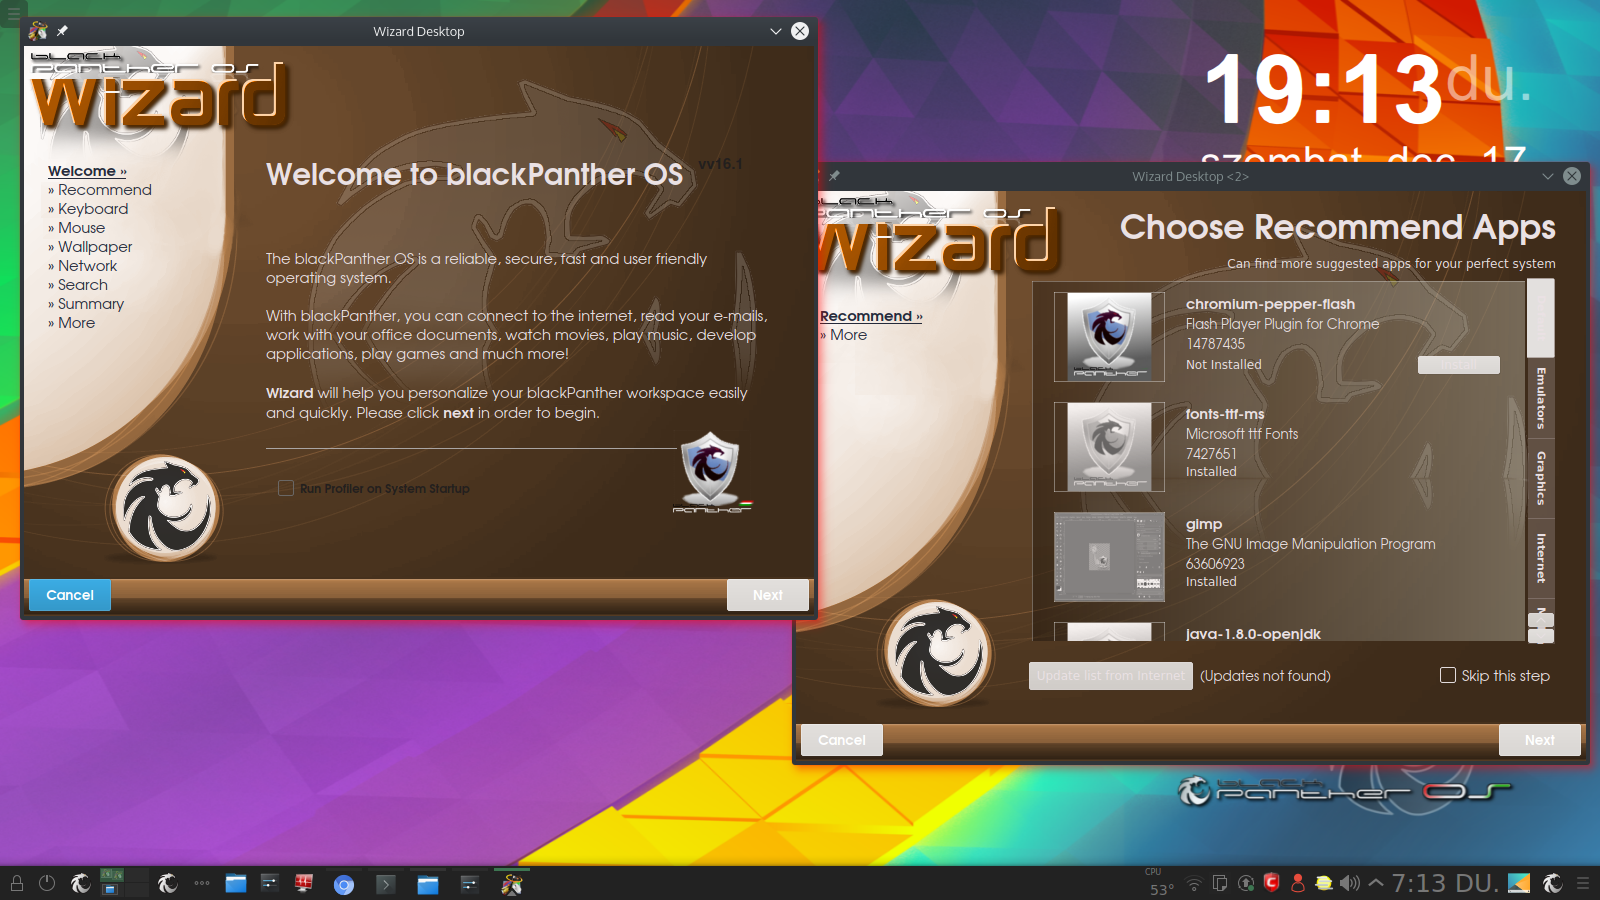 Wizard Desktop
BLACK
PANTHER OS
Wizard
Welcome »
» Recommend
» Keyboard
» Mouse
» Wallpaper
» Network
» Search
» Summary
» More
Welcome to blackPanther OS
vv16.1
The blackPanther OS is a reliable, secure, fast and user friendly
operating system.
With blackPanther, you can connect to the internet, read your e-mails,
work with your office documents, watch movies, play music, develop
applications, play games and much more!
Wizard will help you personalize your blackPanther workspace easily
and quickly. Please click next in order to begin.
Run Profiler on System Startup
PANTHER
Cancel
Next
19:13 du.
szombat, dec. 17
Wizard Desktop <2>
BLACK
PANTHER OS
Wizard
Recommend »
» More
Choose Recommend Apps
Can find more suggested apps for your perfect system
chromium-pepper-flash
Flash Player Plugin for Chrome
14787435
Not Installed
Install
BLACK
PANTHER
fonts-ttf-ms
Microsoft ttf Fonts
7427651
Installed
PANTHER
gimp
The GNU Image Manipulation Program
63606923
Installed
java-1.8.0-openjdk
Emulators
Graphics
Internet
Update list from Internet
(Updates not found)
Skip this step
Cancel
Next
BLACK
PANTHER OS
CPU
53°
7:13 DU.